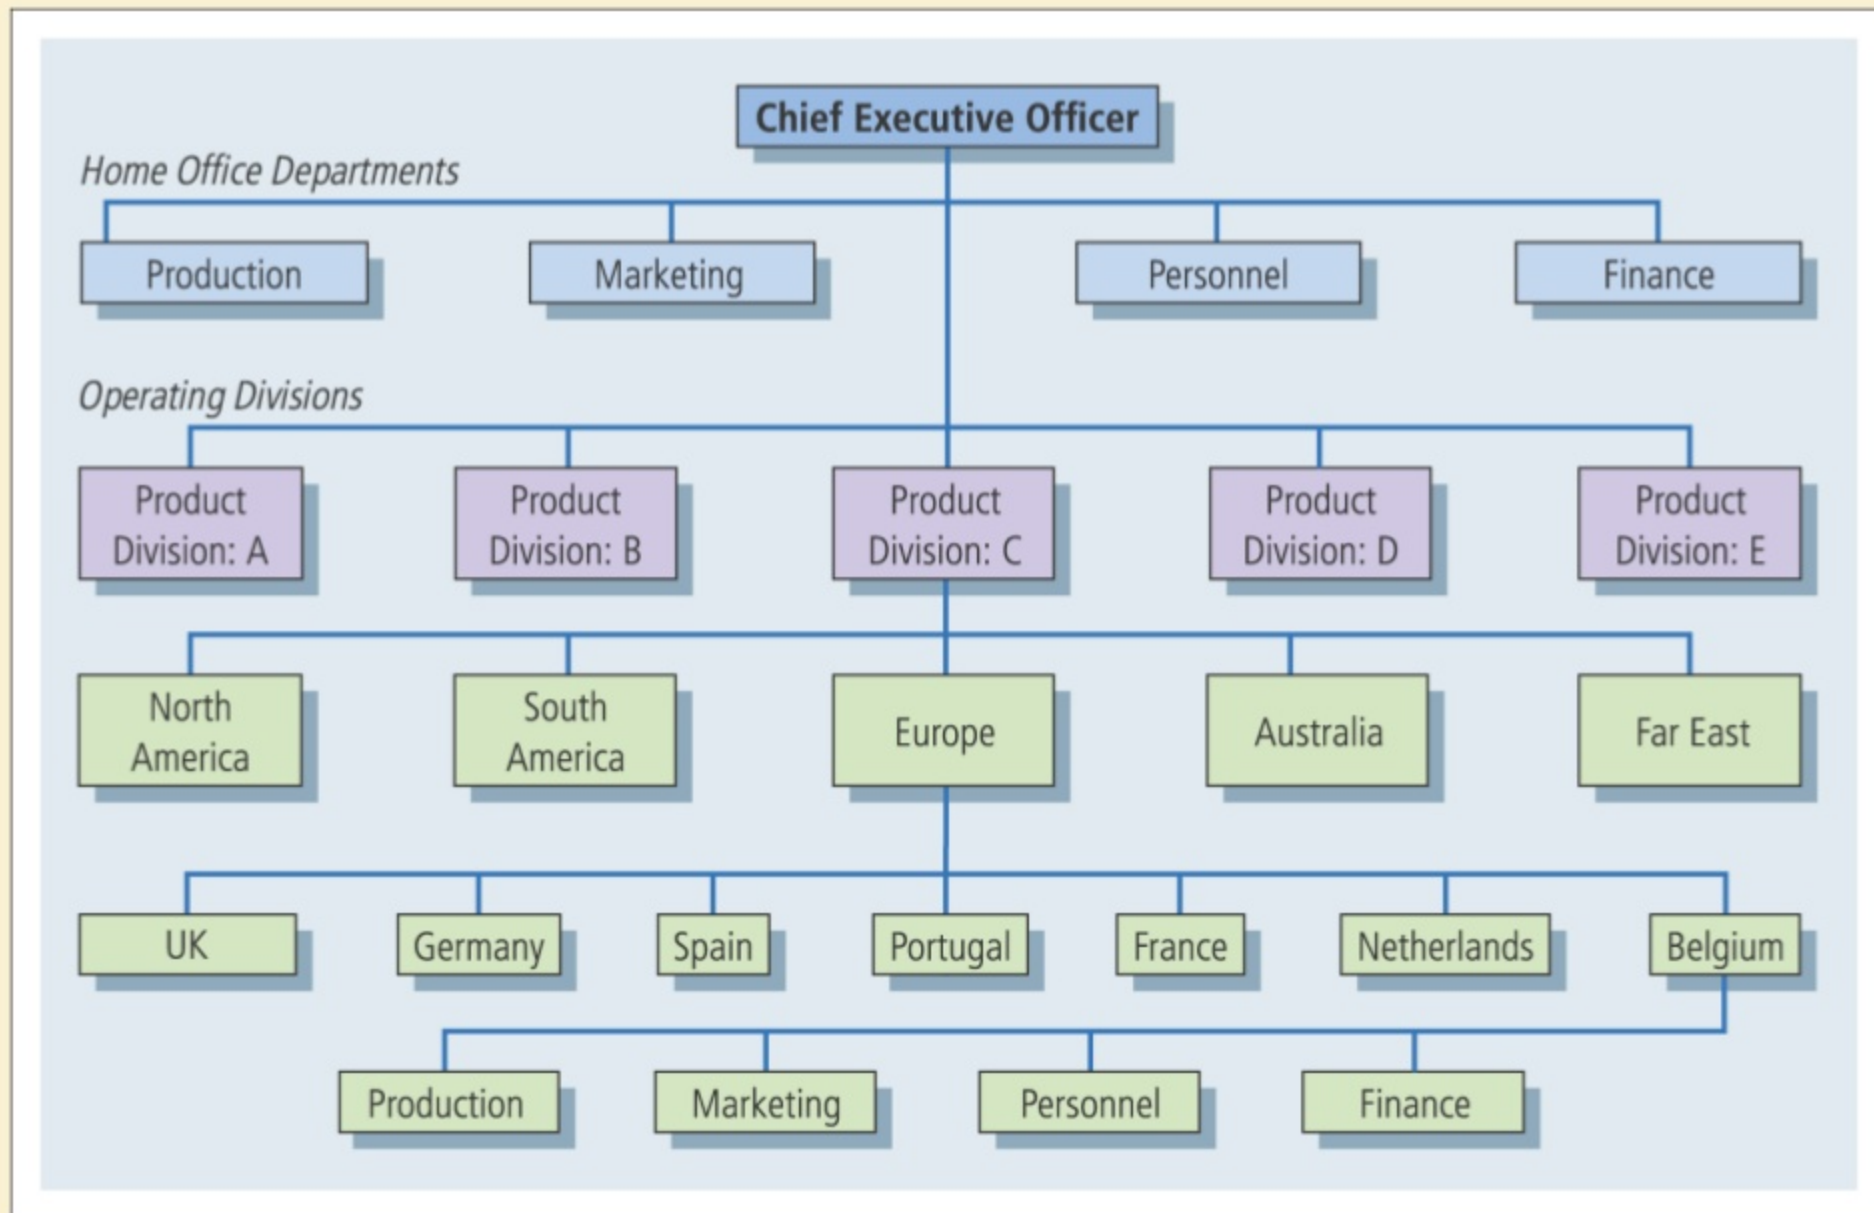 Chief Executive Officer
Home Office Departments
Production
Marketing
Personnel
Finance
Operating Divisions
Product
Division: A
Product
Division: B
Product
Division: C
Product
Division: D
Product
Division: E
North
America
South
America
Europe
Australia
Far East
UK
Germany
Spain
Portugal
France
Netherlands
Belgium
Production
Marketing
Personnel
Finance